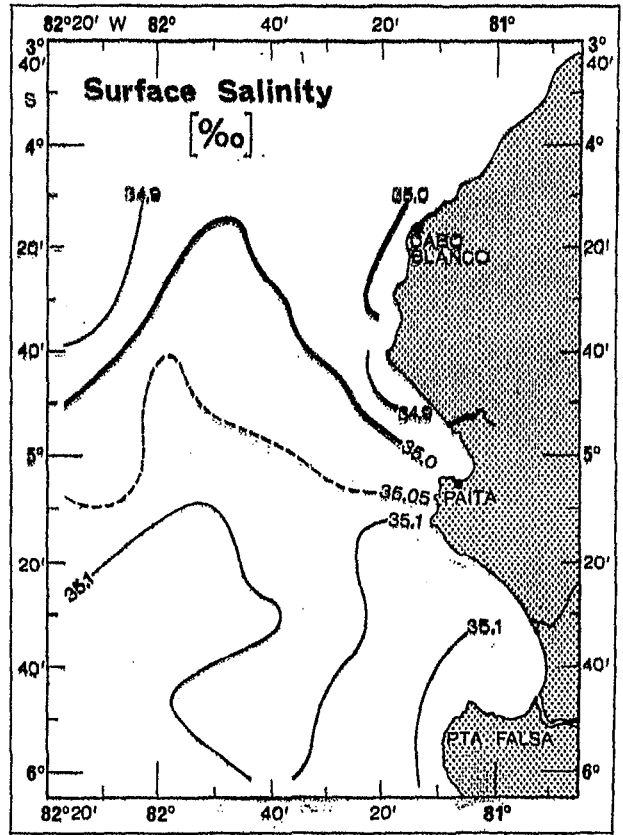 82°20' W 82° 40' 20' 81°
3° 3°
40' 40'
S
Surface Salinity
[‰]
4° 4°
34.9 35.0
20' 20'
CABO
BLANCO
40' 40'
34.9
35.0
5° 5°
35.05 PAITA
35.1
20' 20'
35.1
35.1
40' 40'
PTA FALSA
6° 6°
82°20' 82° 40' 20' 81°